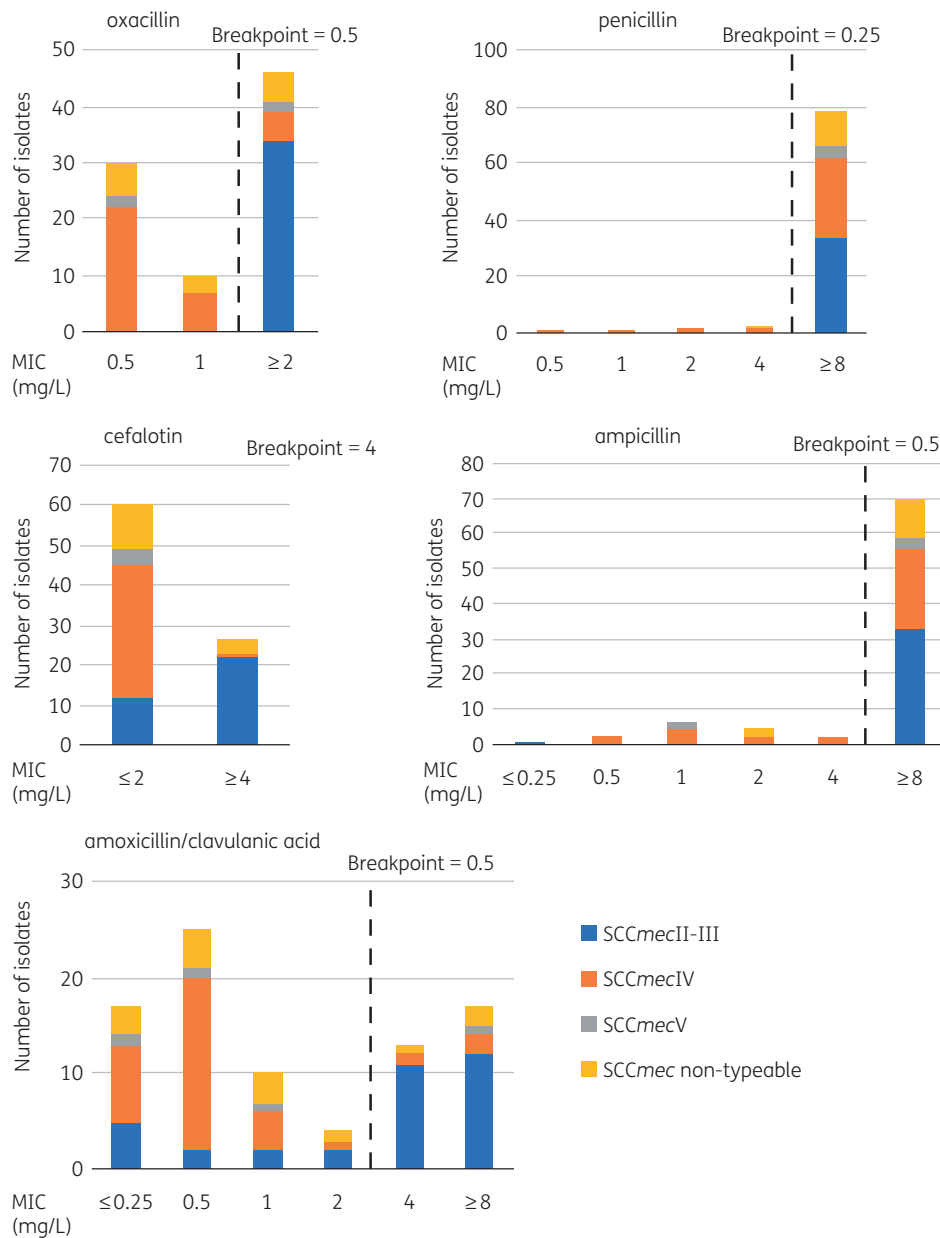 oxacillin
Breakpoint = 0.5
Number of isolates
50
40
30
20
10
0
MIC (mg/L)
0.5 1 ≥2
penicillin
Breakpoint = 0.25
Number of isolates
100
80
60
40
20
0
MIC (mg/L)
0.5 1 2 4 ≥8
cefalotin
Breakpoint = 4
Number of isolates
70
60
50
40
30
20
10
0
MIC (mg/L)
≤2 ≥4
ampicillin
Breakpoint = 0.5
Number of isolates
80
70
60
50
40
30
20
10
0
MIC (mg/L)
≤0.25 0.5 1 2 4 ≥8
amoxicillin/clavulanic acid
Breakpoint = 0.5
Number of isolates
30
20
10
0
MIC (mg/L)
≤0.25 0.5 1 2 4 ≥8
SCCmecII-III
SCCmecIV
SCCmecV
SCCmec non-typeable